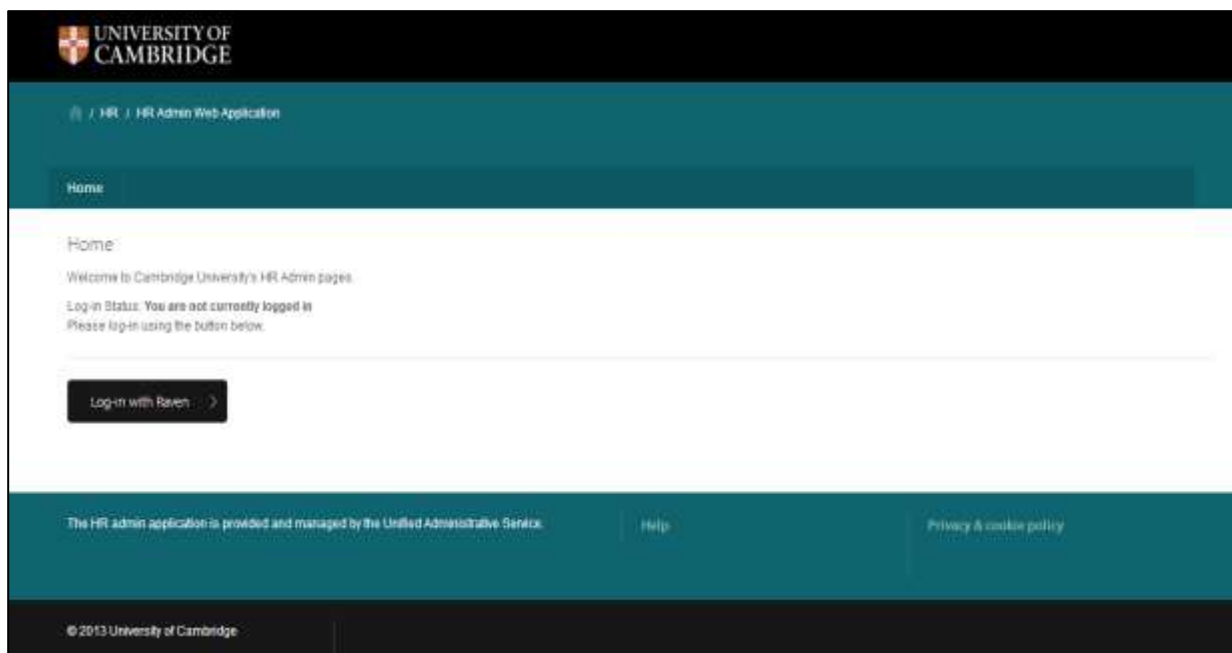 UNIVERSITY OF
CAMBRIDGE
/ HR / HR Admin Web Application
Home
Home
Welcome to Cambridge University's HR Admin pages.
Log-in Status: You are not currently logged in
Please log-in using the button below.
Log-in with Raven
The HR admin application is provided and managed by the Unified Administrative Service.
Help
Privacy & cookie policy
© 2013 University of Cambridge